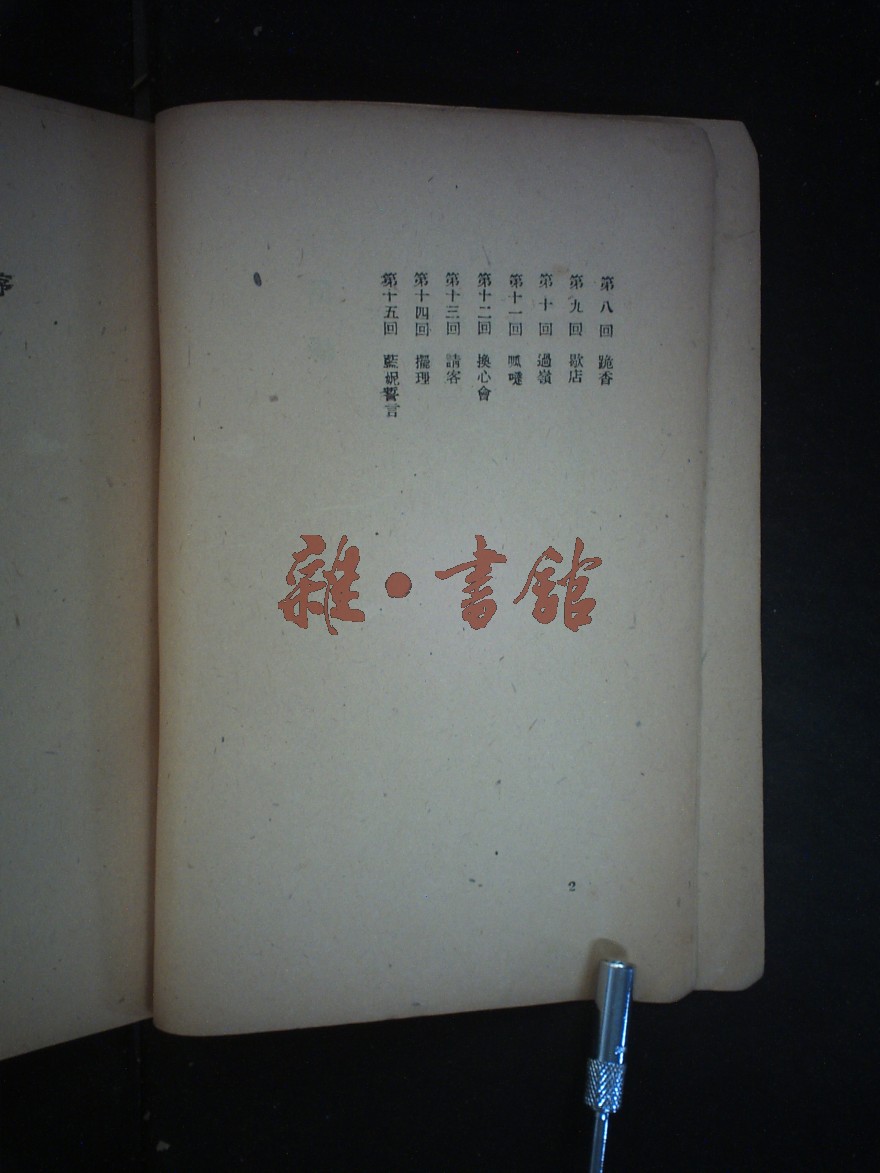 第八回 跪香
第九回 歇店
第十回 過嶺
第十一回 呱噠
第十二回 換心會
第十三回 請客
第十四回 擺理
第十五回 藍妮誓言
雜·書館
2
序